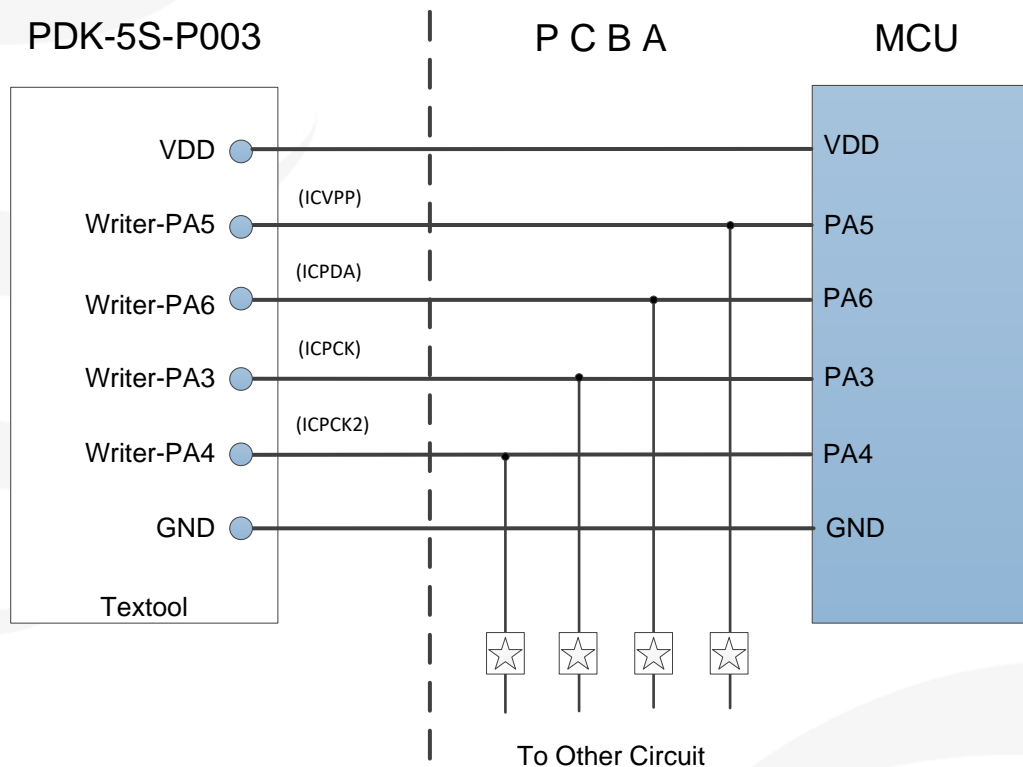 PDK-5S-P003
P C B A
MCU
VDD
VDD
(ICVPP)
Writer-PA5
PA5
(ICPDA)
Writer-PA6
PA6
(ICPCK)
Writer-PA3
PA3
(ICPCK2)
Writer-PA4
PA4
GND
GND
Textool
To Other Circuit